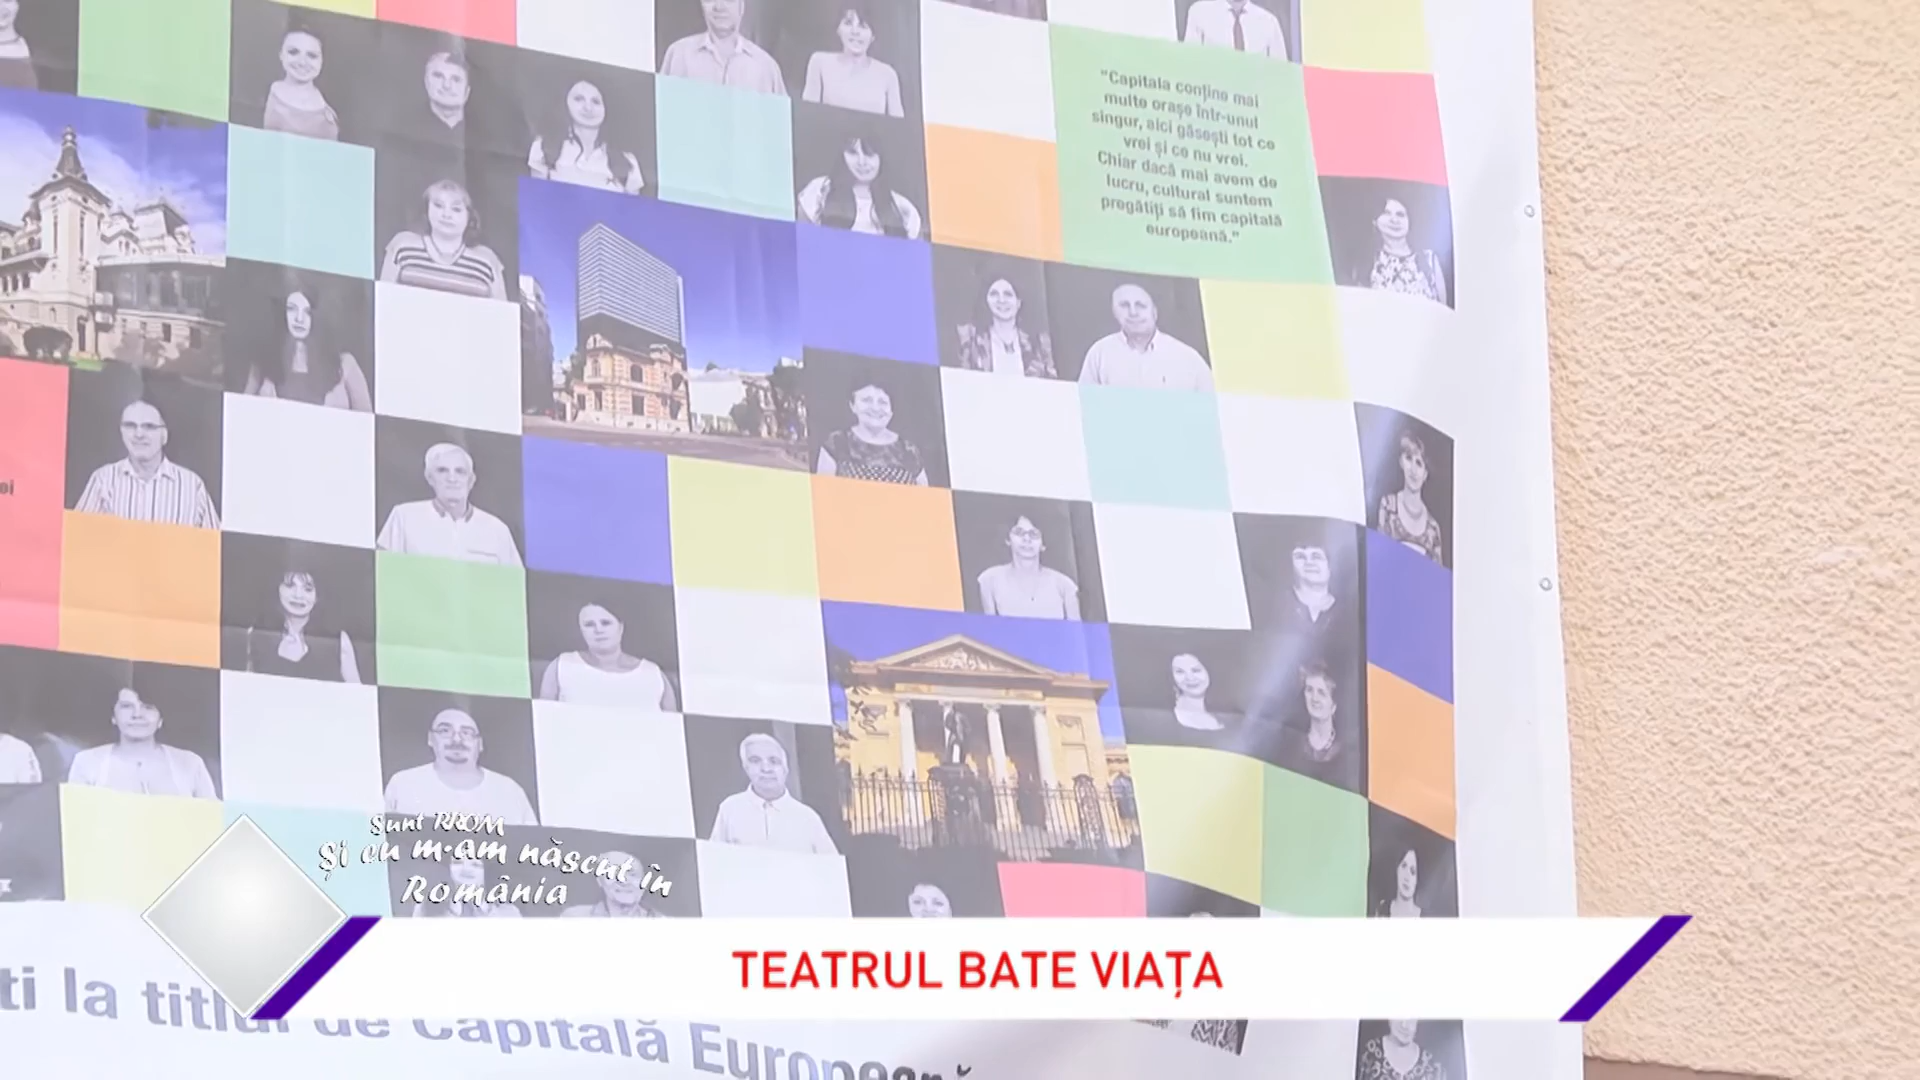 "Capitala conține mai
multe orașe într-unul
singur, aici găsești tot ce
vrei și ce nu vrei.
Chiar dacă mai avem de
lucru, cultural suntem
pregătiți să fim capitală
europeană."
Sunt RROM
Și eu m-am născut în
România
TEATRUL BATE VIAȚA
ti la titlul de Capitală Europeană